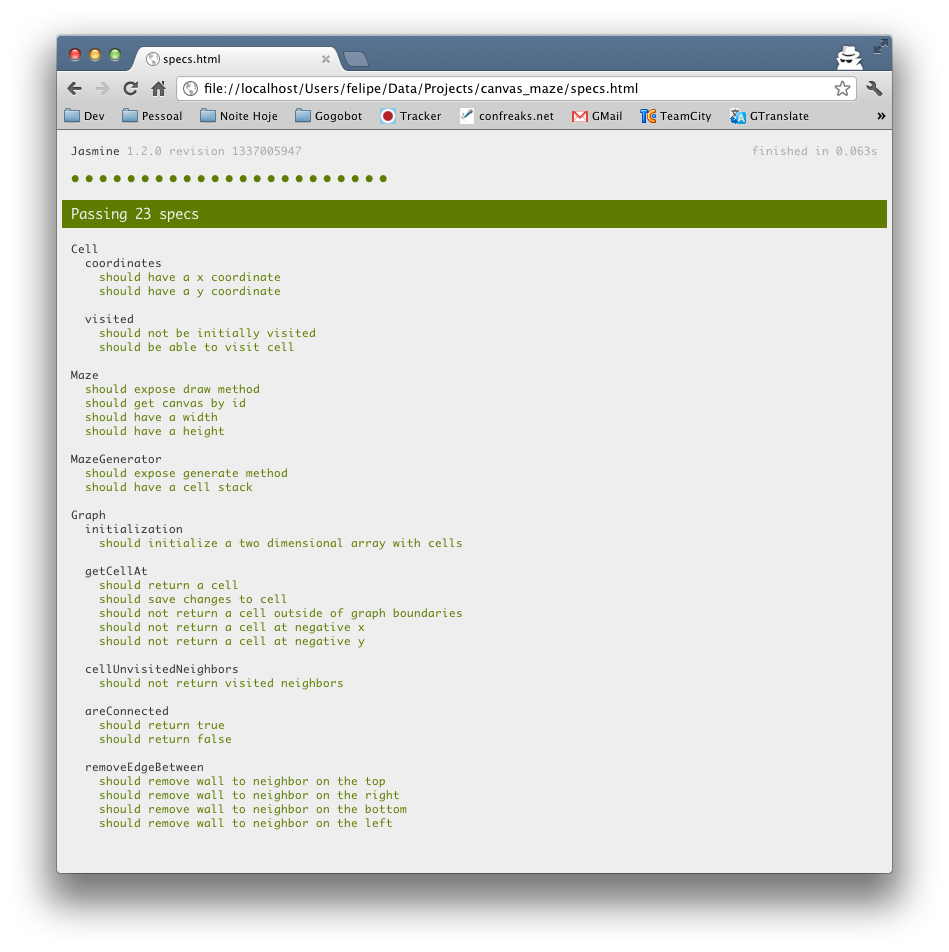 specs.html
file://localhost/Users/felipe/Data/Projects/canvas_maze/specs.html
Dev Pessoal Noite Hoje Gogobot Tracker confreaks.net GMail TeamCity GTranslate »
Jasmine 1.2.0 revision 1337005947 finished in 0.063s
Passing 23 specs
Cell
coordinates
should have a x coordinate
should have a y coordinate
visited
should not be initially visited
should be able to visit cell
Maze
should expose draw method
should get canvas by id
should have a width
should have a height
MazeGenerator
should expose generate method
should have a cell stack
Graph
initialization
should initialize a two dimensional array with cells
getCellAt
should return a cell
should save changes to cell
should not return a cell outside of graph boundaries
should not return a cell at negative x
should not return a cell at negative y
cellUnvisitedNeighbors
should not return visited neighbors
areConnected
should return true
should return false
removeEdgeBetween
should remove wall to neighbor on the top
should remove wall to neighbor on the right
should remove wall to neighbor on the bottom
should remove wall to neighbor on the left